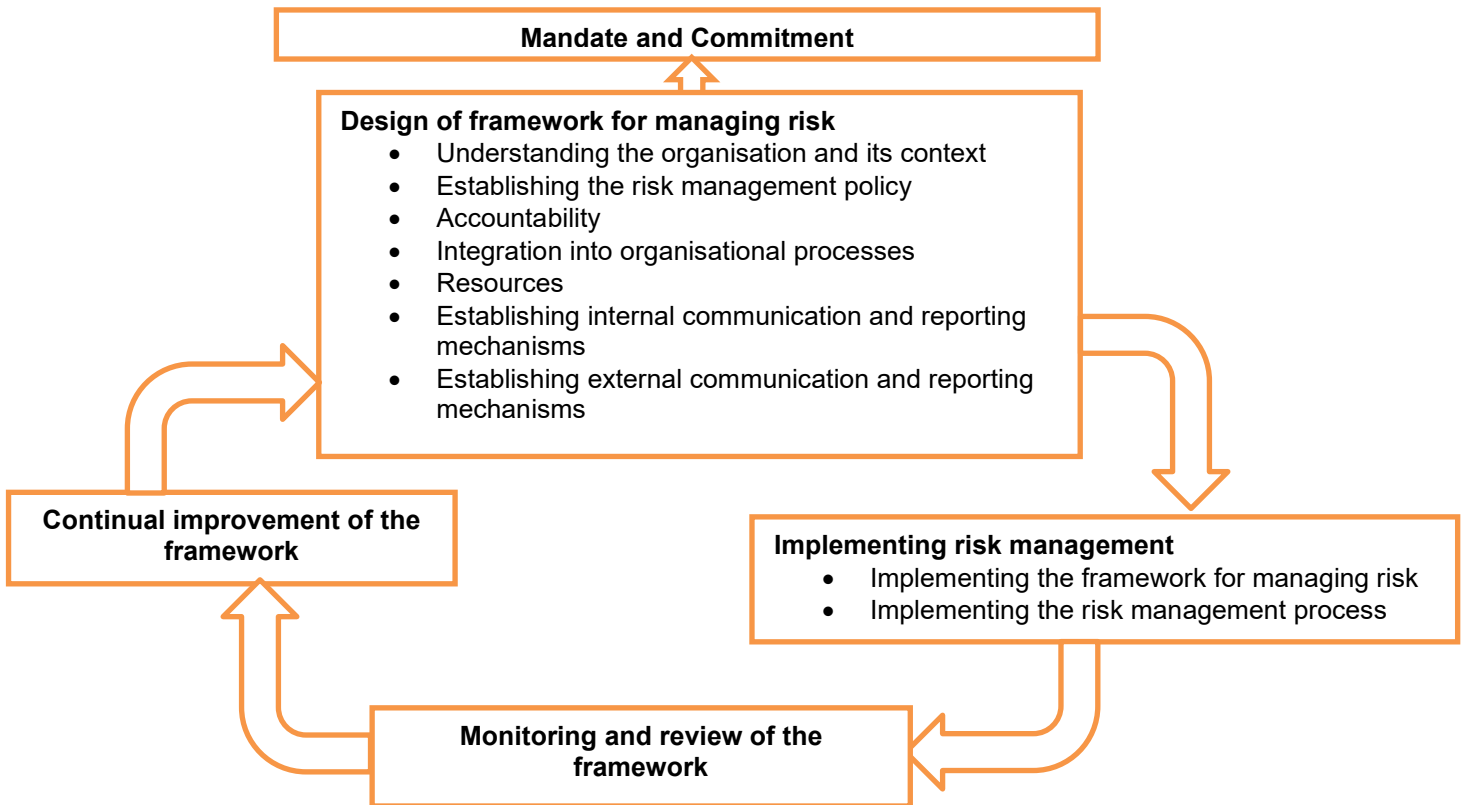 Mandate and Commitment
Design of framework for managing risk
• Understanding the organisation and its context
• Establishing the risk management policy
• Accountability
• Integration into organisational processes
• Resources
• Establishing internal communication and reporting
mechanisms
• Establishing external communication and reporting
mechanisms
Continual improvement of the
framework
Implementing risk management
• Implementing the framework for managing risk
• Implementing the risk management process
Monitoring and review of the
framework